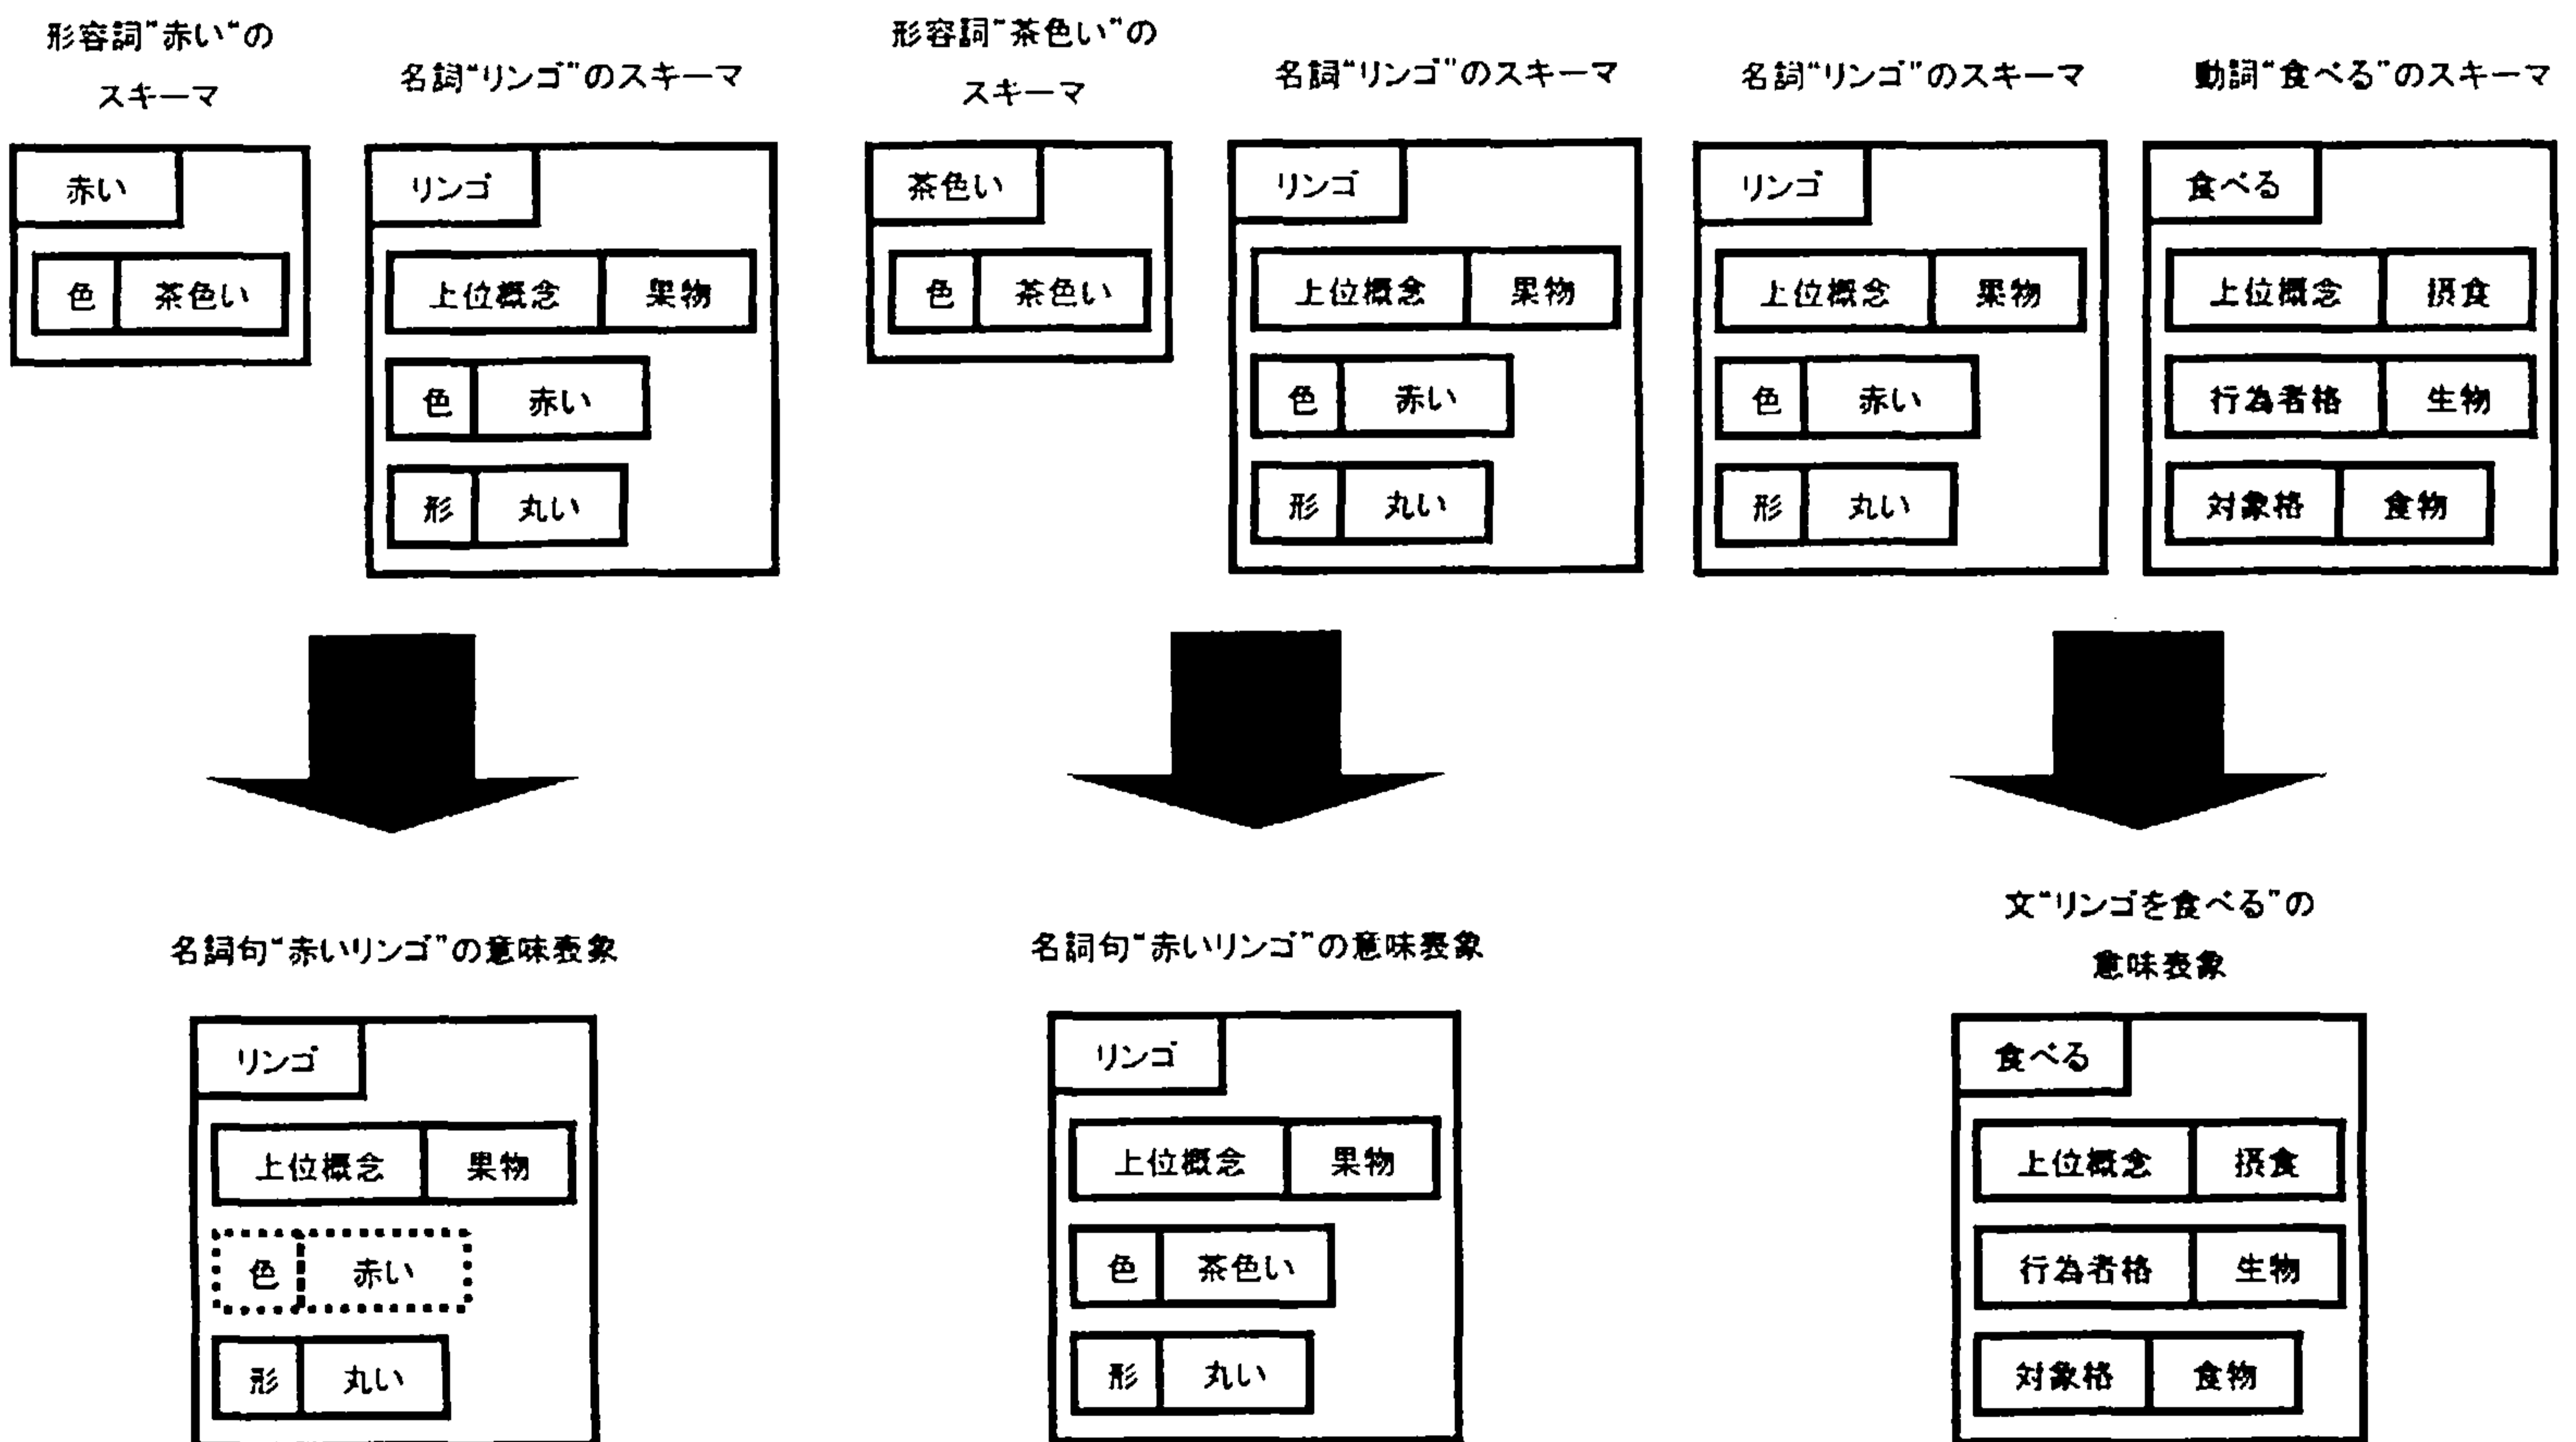 形容詞“赤い“の
スキーマ
名詞“リンゴ”のスキーマ
赤い
色 茶色い
リンゴ
上位概念 果物
色 赤い
形 丸い
名詞句“赤いリンゴ”の意味表象
リンゴ
上位概念 果物
色 赤い
形 丸い
形容詞“茶色い”の
スキーマ
名詞“リンゴ”のスキーマ
茶色い
色 茶色い
リンゴ
上位概念 果物
色 赤い
形 丸い
名詞句“赤いリンゴ”の意味表象
リンゴ
上位概念 果物
色 茶色い
形 丸い
名詞“リンゴ”のスキーマ
動詞“食べる”のスキーマ
リンゴ
上位概念 果物
色 赤い
形 丸い
食べる
上位概念 摂食
行為者格 生物
対象格 食物
文“リンゴを食べる”の
意味表象
食べる
上位概念 摂食
行為者格 生物
対象格 食物